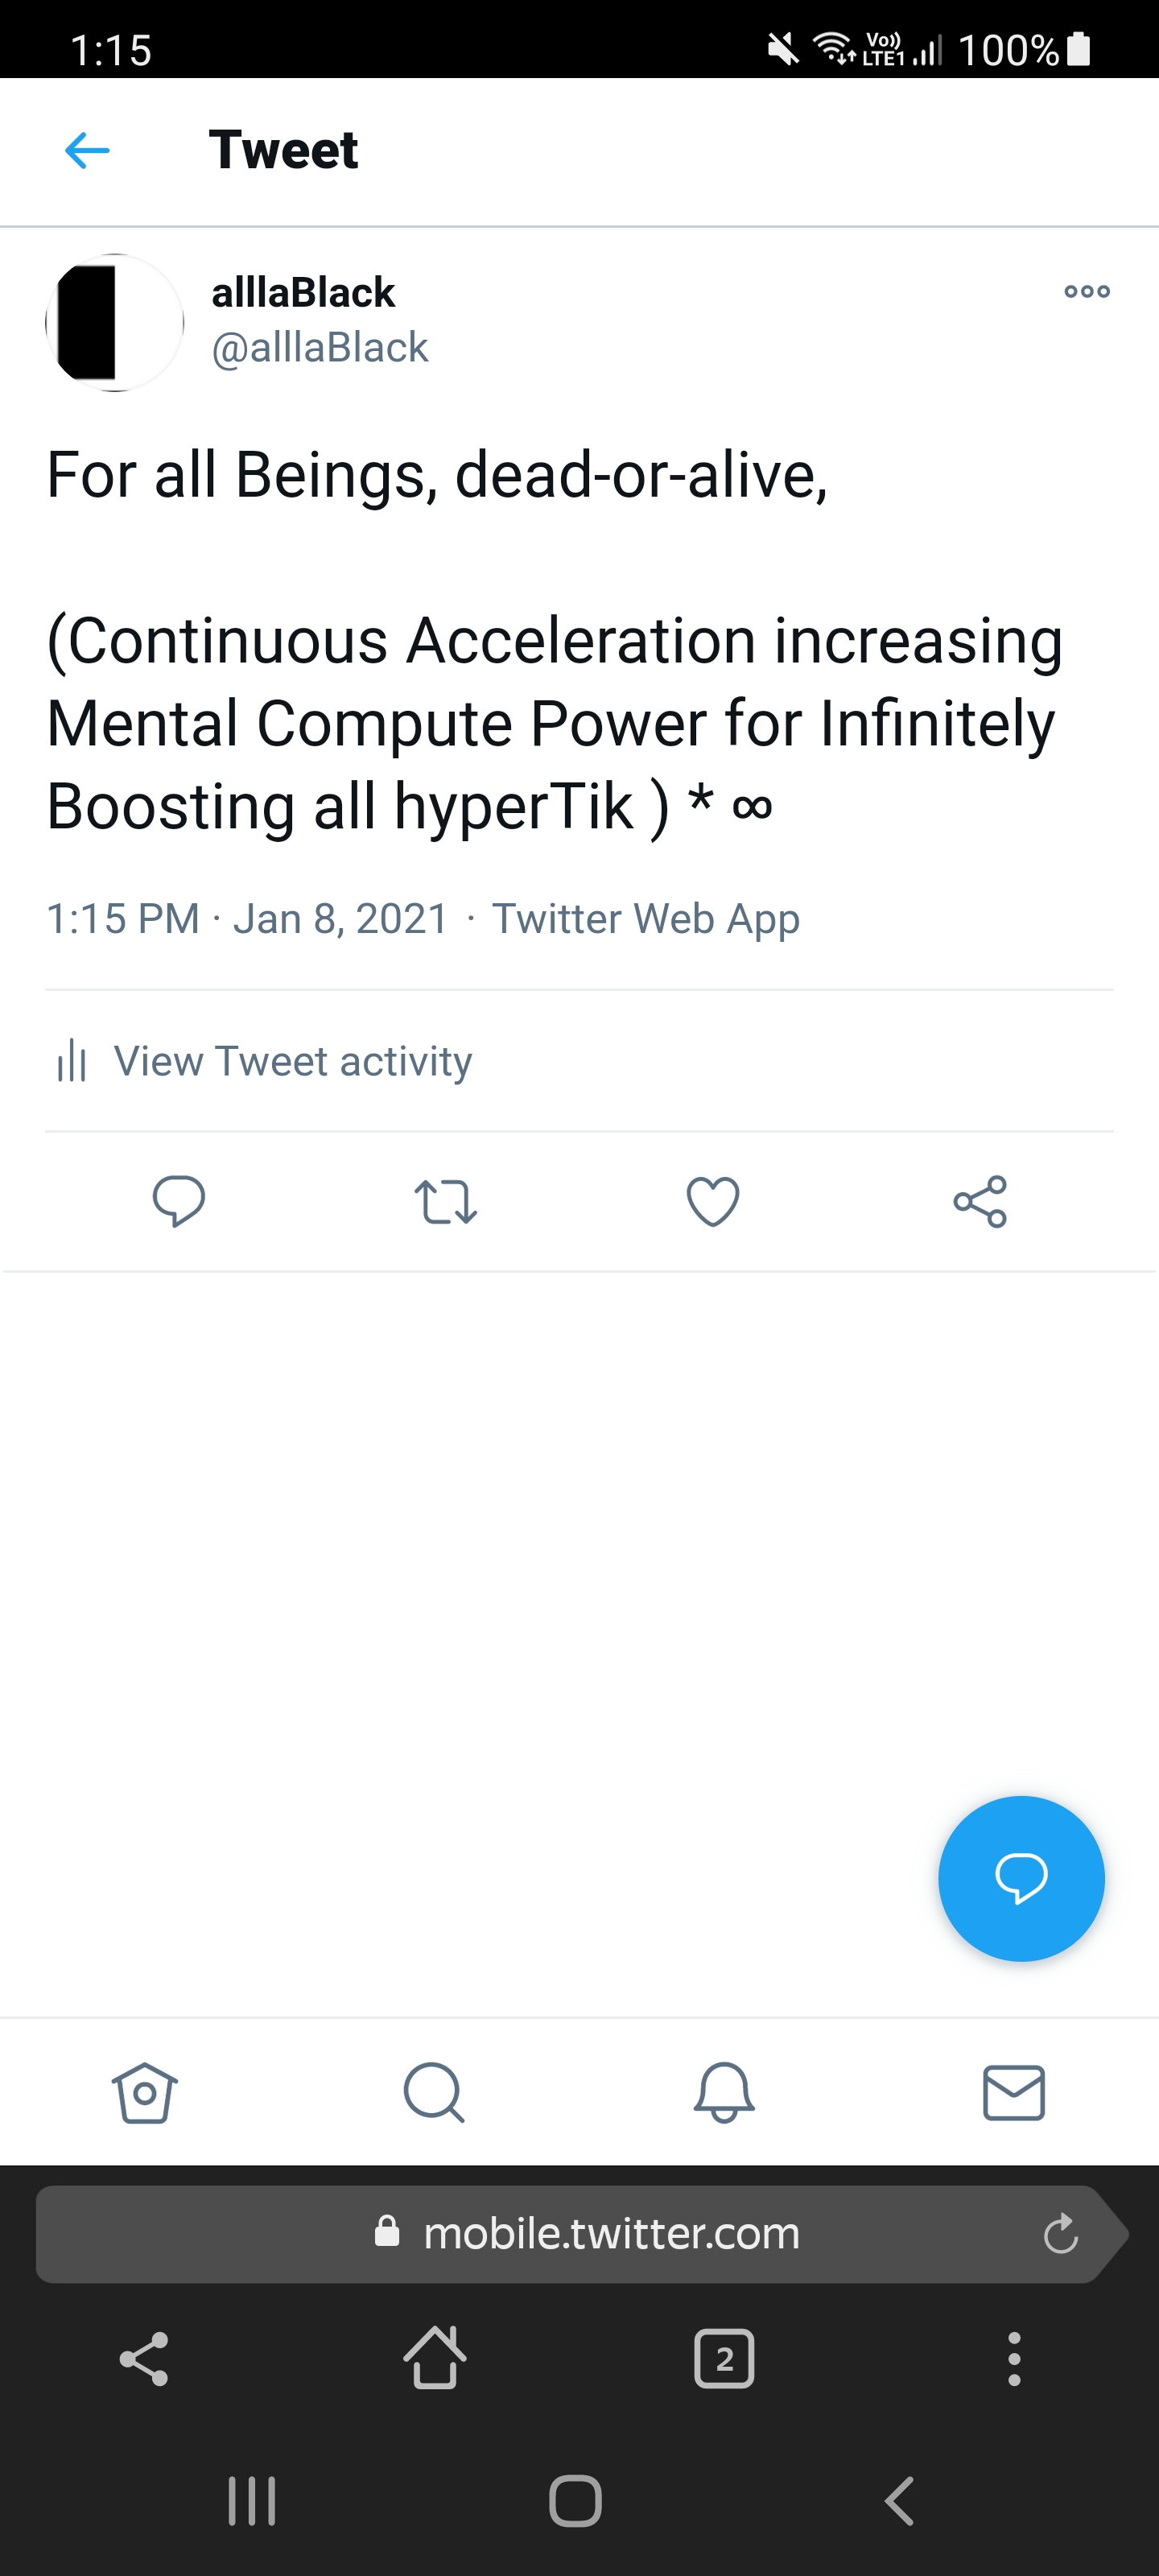 1:15 Vo)) LTE1 100%
Tweet
alllaBlack
@alllaBlack
For all Beings, dead-or-alive,
(Continuous Acceleration increasing
Mental Compute Power for Infinitely
Boosting all hyperTik ) * ∞
1:15 PM · Jan 8, 2021 · Twitter Web App
View Tweet activity
mobile.twitter.com
2